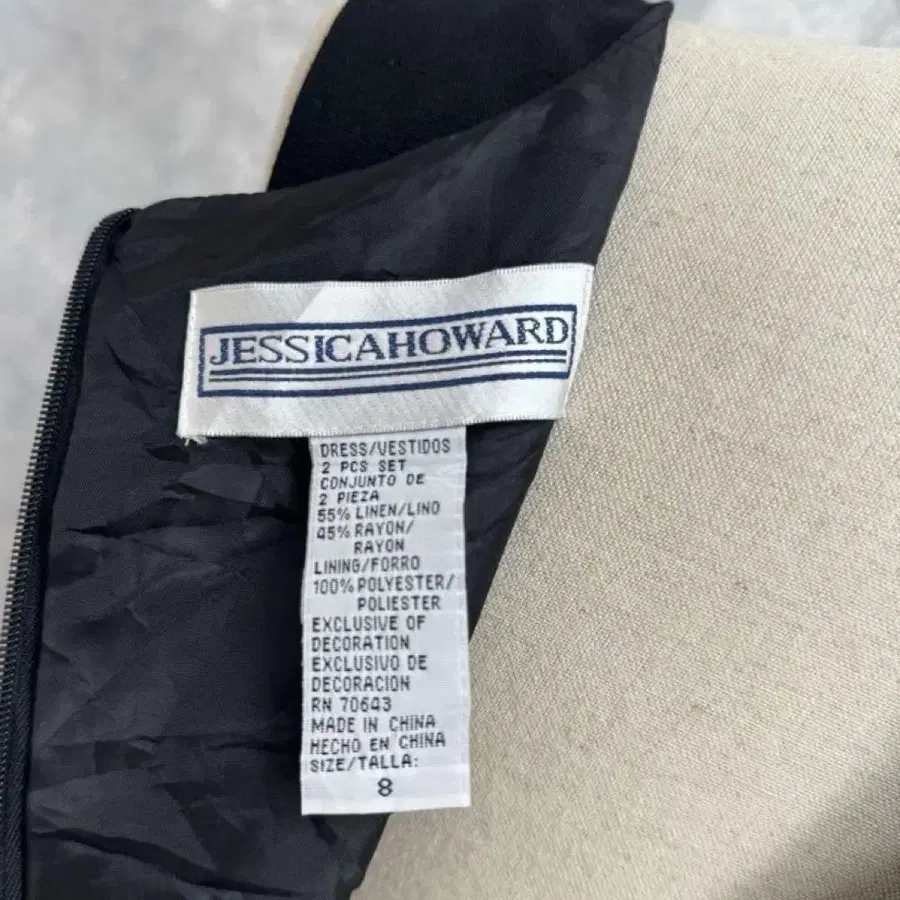 JESSICAHOWARD
DRESS/VESTIDOS
2 PCS SET
CONJUNTO DE
2 PIEZA
55% LINEN/LINO
45% RAYON/
RAYON
LINING/FORRO
100% POLYESTER/
POLIESTER
EXCLUSIVE OF
DECORATION
EXCLUSIVO DE
DECORACION
RN 70643
MADE IN CHINA
HECHO EN CHINA
SIZE/TALLA:
8